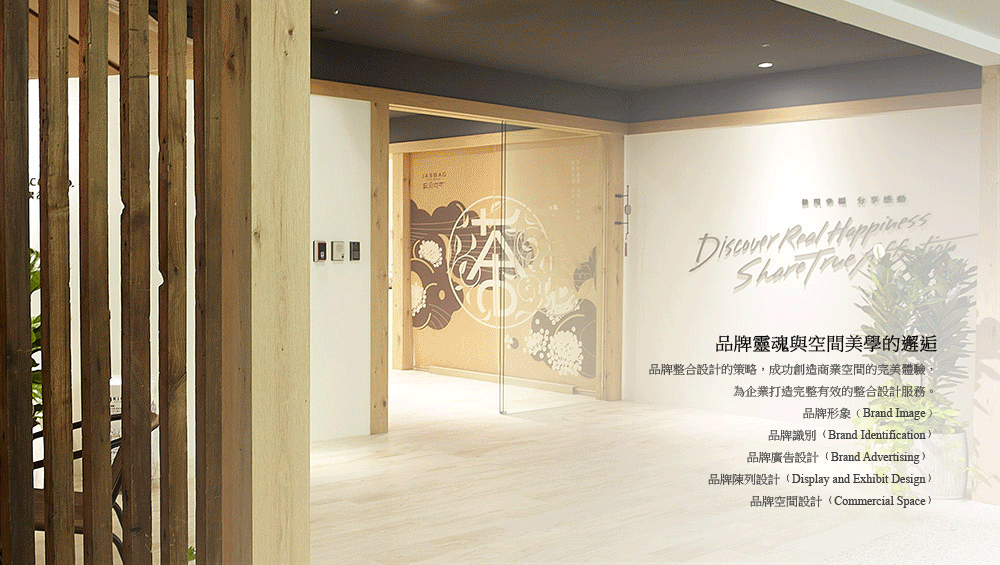 JABBAC
發現幸福 分享感動
Discover Real Happiness
Share True Affection
品牌靈魂與空間美學的邂逅
品牌整合設計的策略，成功創造商業空間的完美體驗，
為企業打造完整有效的整合設計服務。
品牌形象（Brand Image）
品牌識別（Brand Identification）
品牌廣告設計（Brand Advertising）
品牌陳列設計（Display and Exhibit Design）
品牌空間設計（Commercial Space）